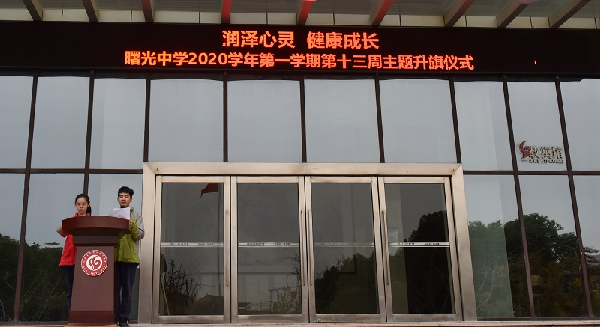 润泽心灵 健康成长
曙光中学2020学年第一学期第十三周主题升旗仪式